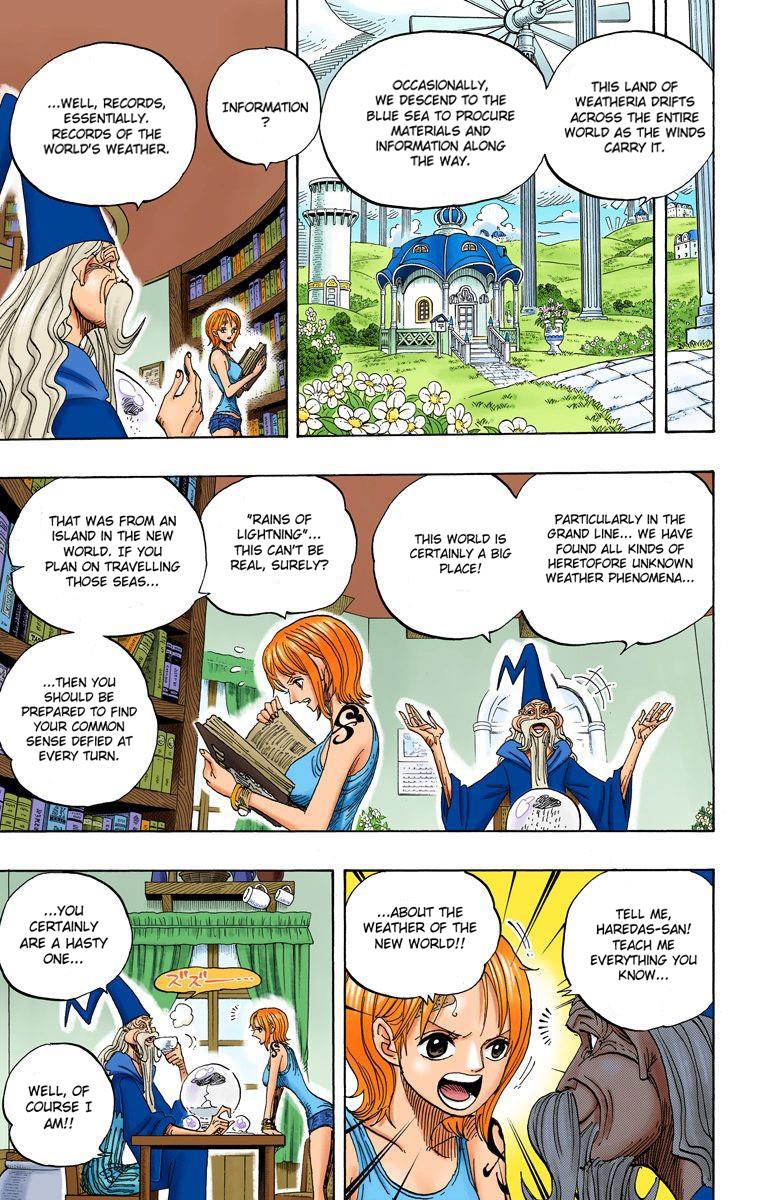 THIS LAND OF
WEATHERIA DRIFTS
ACROSS THE ENTIRE
WORLD AS THE WINDS
CARRY IT.
OCCASIONALLY,
WE DESCEND TO THE
BLUE SEA TO PROCURE
MATERIALS AND
INFORMATION ALONG
THE WAY.
INFORMATION
?
...WELL, RECORDS,
ESSENTIALLY.
RECORDS OF THE
WORLD'S WEATHER.
PARTICULARLY IN THE
GRAND LINE... WE HAVE
FOUND ALL KINDS OF
HERETOFORE UNKNOWN
WEATHER PHENOMENA...
THIS WORLD IS
CERTAINLY A BIG
PLACE!
"RAINS OF
LIGHTNING"...
THIS CAN'T BE
REAL, SURELY?
THAT WAS FROM AN
ISLAND IN THE NEW
WORLD. IF YOU
PLAN ON TRAVELLING
THOSE SEAS...
...THEN YOU
SHOULD BE
PREPARED TO FIND
YOUR COMMON
SENSE DEFIED AT
EVERY TURN.
TELL ME,
HAREDAS-SAN!
TEACH ME
EVERYTHING YOU
KNOW...
...ABOUT THE
WEATHER OF THE
NEW WORLD!!
...YOU
CERTAINLY
ARE A HASTY
ONE...
ズズ...
WELL, OF
COURSE I
AM!!